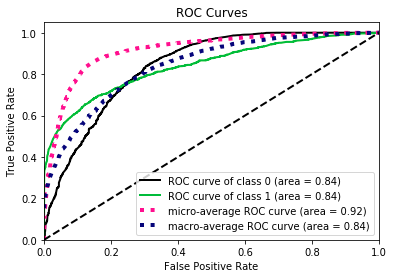 ROC Curves
True Positive Rate
1.0
0.8
0.6
0.4
0.2
0.0
ROC curve of class 0 (area = 0.84)
ROC curve of class 1 (area = 0.84)
micro-average ROC curve (area = 0.92)
macro-average ROC curve (area = 0.84)
0.0 0.2 0.4 0.6 0.8 1.0
False Positive Rate